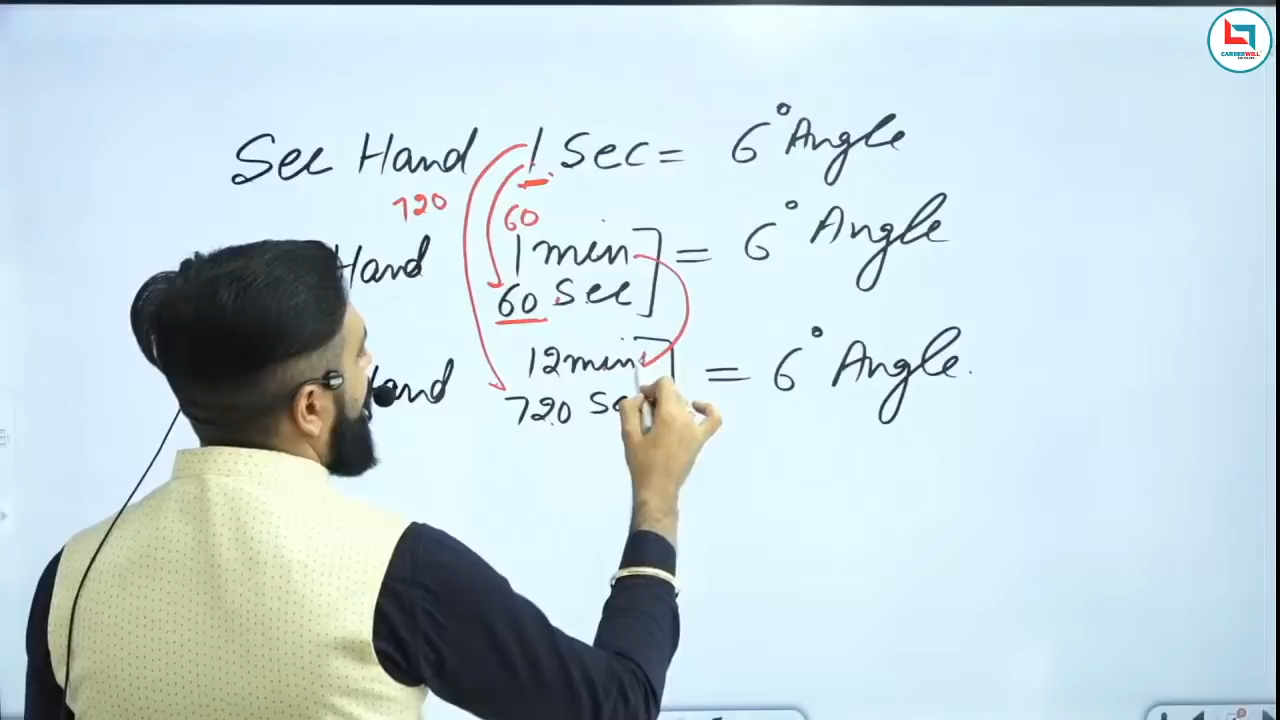 Sec Hand 1 Sec = 6° Angle
720
60
Hand 1 min = 6° Angle
60 Sec
Hand 12 min = 6° Angle.
720
CAREERWILL